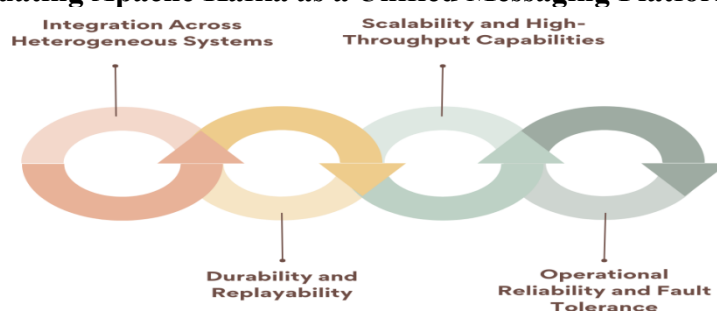 Apache Kafka as a Unified Messaging
Integration Across
Heterogeneous Systems
Scalability and High-
Throughput Capabilities
Durability and
Replayability
Operational
Reliability and Fault
Tolerance